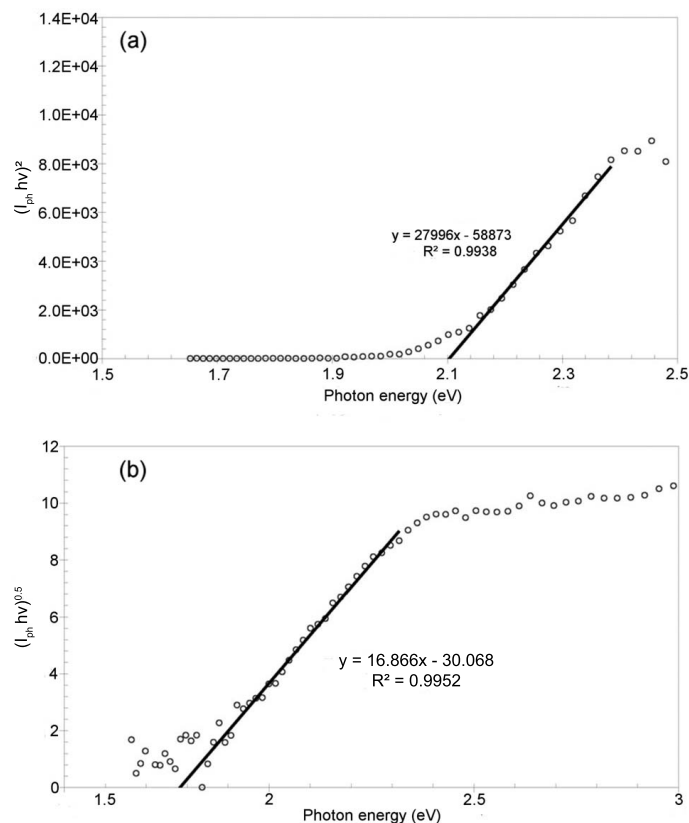 (a)
1.4E+04
1.2E+04
1.0E+04
8.0E+03
6.0E+03
4.0E+03
2.0E+03
0.0E+00
(Iph hv)²
y = 27996x - 58873
R² = 0.9938
1.5 1.7 1.9 2.1 2.3 2.5
Photon energy (eV)
(b)
12
10
8
6
4
2
0
(Iph hv)0.5
y = 16.866x - 30.068
R² = 0.9952
1.5 2 2.5 3
Photon energy (eV)